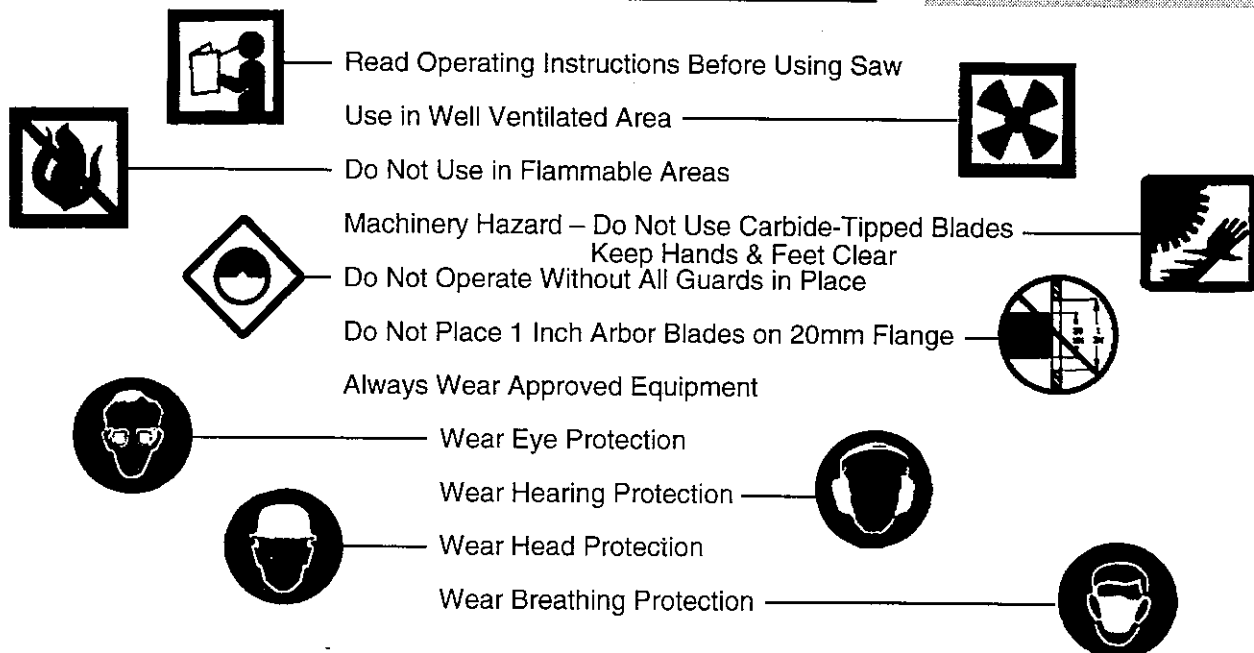 Read Operating Instructions Before Using Saw
Use in Well Ventilated Area
Do Not Use in Flammable Areas
Machinery Hazard – Do Not Use Carbide-Tipped Blades
Keep Hands & Feet Clear
Do Not Operate Without All Guards in Place
Do Not Place 1 Inch Arbor Blades on 20mm Flange
Always Wear Approved Equipment
Wear Eye Protection
Wear Hearing Protection
Wear Head Protection
Wear Breathing Protection